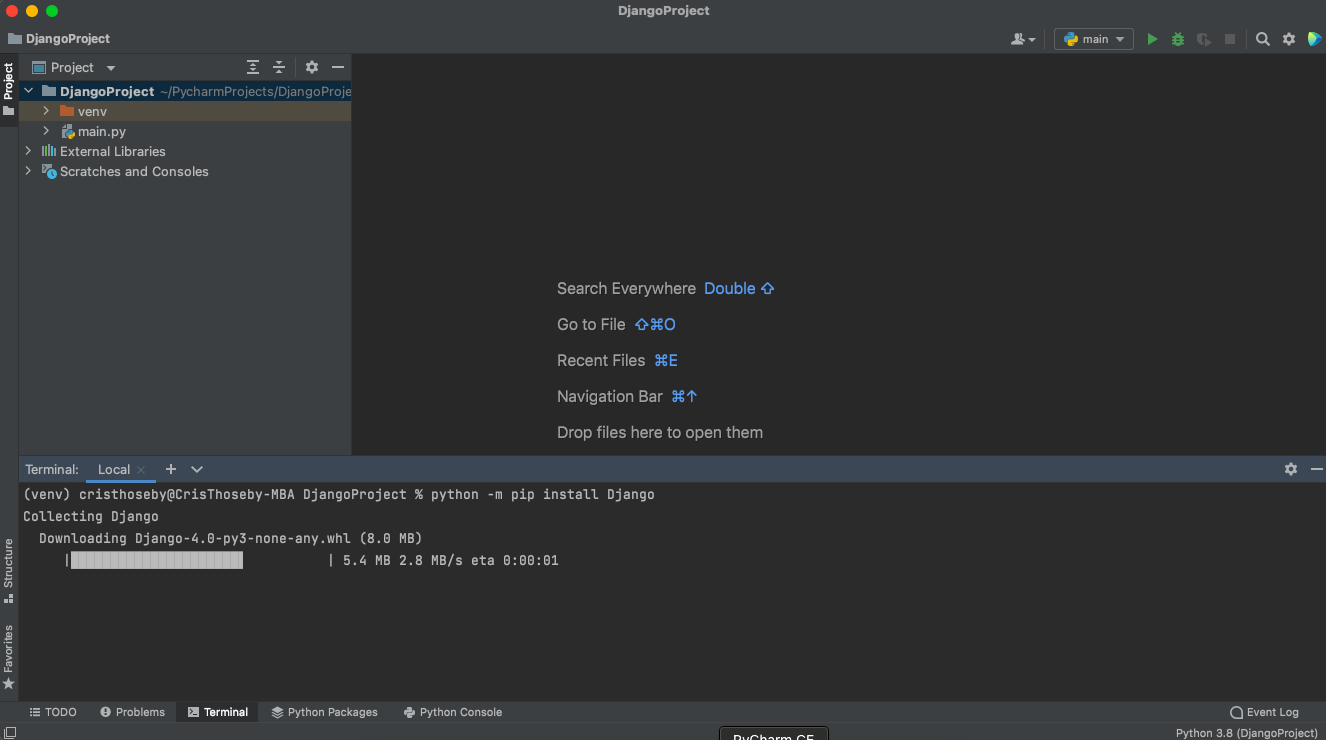 DjangoProject
DjangoProject
main
Project
Project
DjangoProject ~/PycharmProjects/DjangoProje
venv
main.py
External Libraries
Scratches and Consoles
Search Everywhere Double ⇧
Go to File ⇧⌘O
Recent Files ⌘E
Navigation Bar ⌘↑
Drop files here to open them
Terminal: Local
(venv) cristhoseby@CrisThoseby-MBA DjangoProject % python -m pip install Django
Collecting Django
Downloading Django-4.0-py3-none-any.whl (8.0 MB)
| | 5.4 MB 2.8 MB/s eta 0:00:01
Structure
Favorites
TODO Problems Terminal Python Packages Python Console Event Log
PyCharm CE
Python 3.8 (DjangoProject)